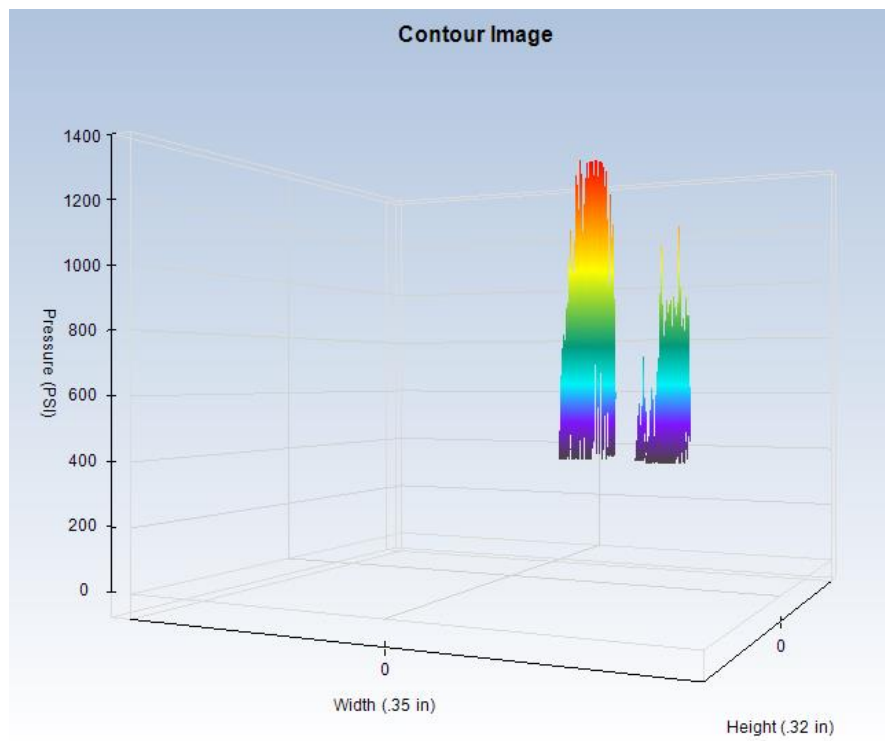 Contour Image
1400
1200
1000
800
600
400
200
0
Pressure (PSI)
0
Width (.35 in)
0
Height (.32 in)